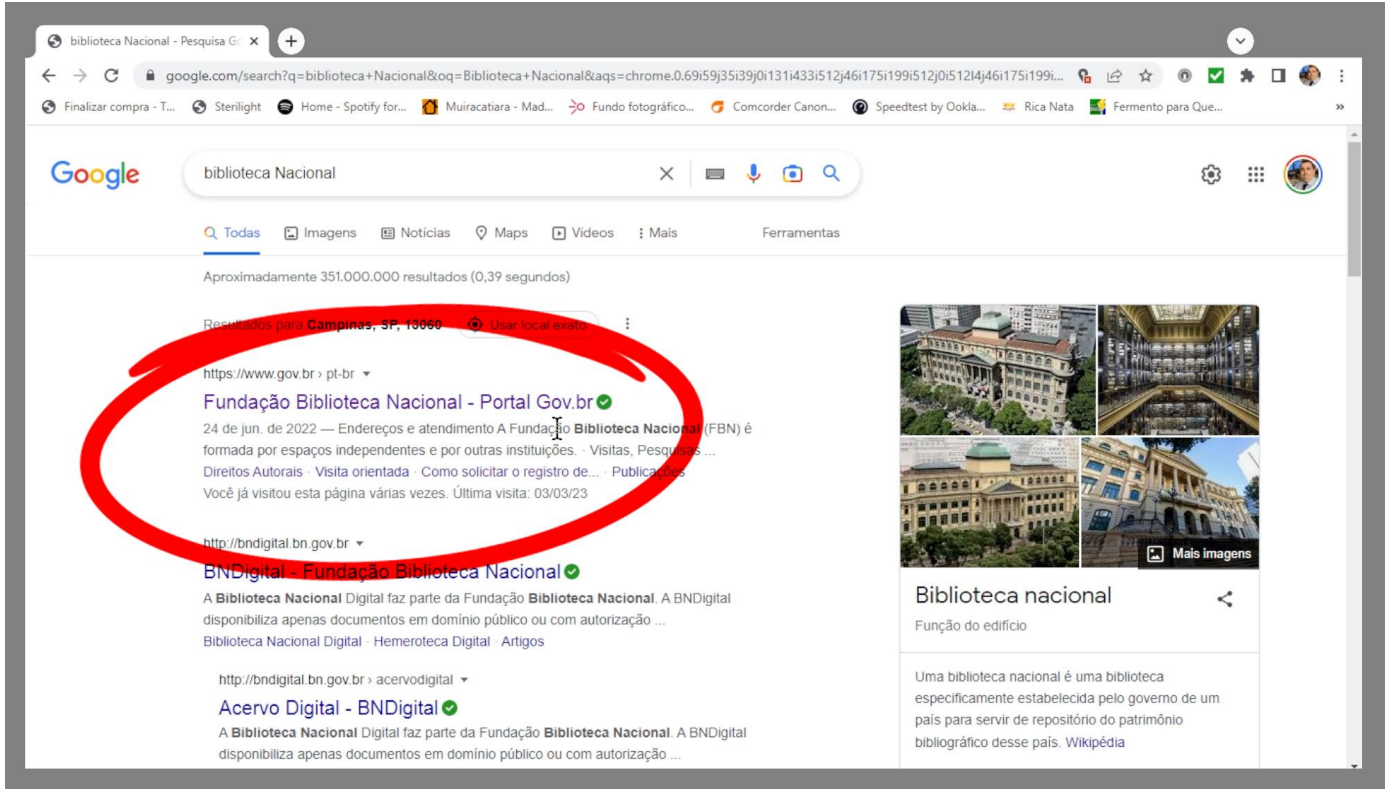 biblioteca Nacional - Pesquisa Go
google.com/search?q=biblioteca+Nacional&oq=Biblioteca+Nacional&aqs=chrome.0.69i59j35i39j0i131i433i512j46i175i199i512j0i512l4j46i175i199i...
Finalizar compra - T... Sterilight Home - Spotify for... Muiracatiara - Mad... Fundo fotográfico... Comcorder Canon... Speedtest by Ookla... Rica Nata Fermento para Que... »
Google biblioteca Nacional
Todas Imagens Notícias Maps Vídeos Mais Ferramentas
Aproximadamente 351.000.000 resultados (0,39 segundos)
Resultados para Campinas, SP, 13060 Usar local exato
https://www.gov.br › pt-br
Fundação Biblioteca Nacional - Portal Gov.br
24 de jun. de 2022 — Endereços e atendimento A Fundação Biblioteca Nacional (FBN) é
formada por espaços independentes e por outras instituições. · Visitas, Pesquisas ...
Direitos Autorais · Visita orientada · Como solicitar o registro de... · Publicações
Você já visitou esta página várias vezes. Última visita: 03/03/23
http://bndigital.bn.gov.br
BNDigital - Fundação Biblioteca Nacional
A Biblioteca Nacional Digital faz parte da Fundação Biblioteca Nacional. A BNDigital
disponibiliza apenas documentos em domínio público ou com autorização ...
Biblioteca Nacional Digital · Hemeroteca Digital · Artigos
http://bndigital.bn.gov.br › acervodigital
Acervo Digital - BNDigital
A Biblioteca Nacional Digital faz parte da Fundação Biblioteca Nacional. A BNDigital
disponibiliza apenas documentos em domínio público ou com autorização ...
Mais imagens
Biblioteca nacional
Função do edifício
Uma biblioteca nacional é uma biblioteca
especificamente estabelecida pelo governo de um
país para servir de repositório do patrimônio
bibliográfico desse país. Wikipédia